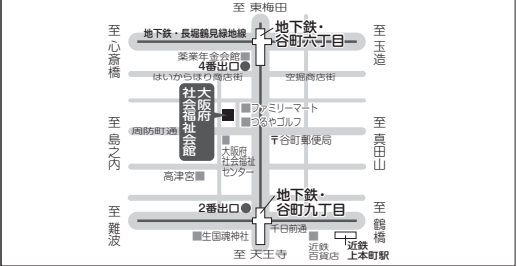 至 東梅田
地下鉄・長堀鶴見緑地線
地下鉄・
谷町六丁目
至 心斎橋
至 玉造
薬業年金会館
4番出口
はいからほり商店街
空掘商店街
大阪府
社会福祉会館
ファミリーマート
つるやゴルフ
周防町通
〒谷町郵便局
至 島之内
至 真田山
大阪府
社会福祉
センター
高津宮
地下鉄・
谷町九丁目
2番出口
至 難波
至 鶴橋
千日前通
生国魂神社
近鉄
百貨店
近鉄
上本町駅
至 天王寺